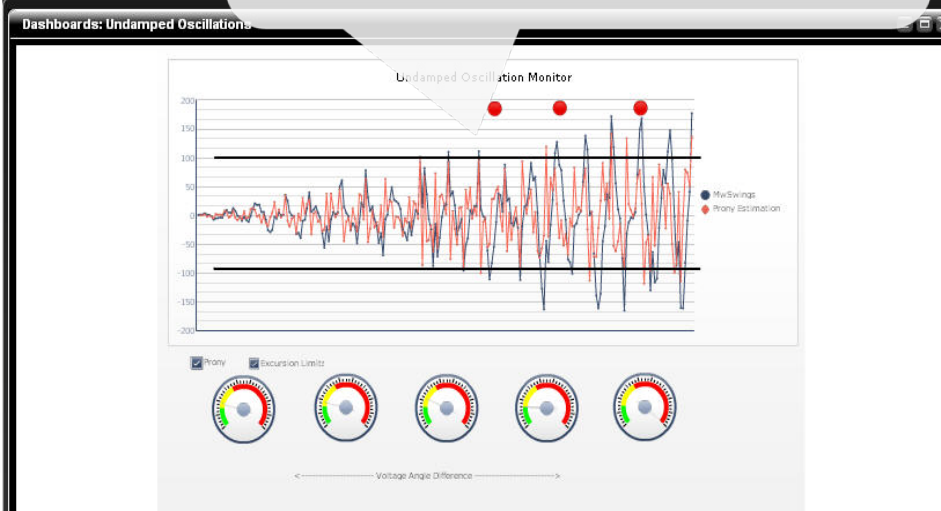 Dashboards: Undamped Oscillations
Undamped Oscillation Monitor
200
150
100
50
0
-50
-100
-150
-200
MwSwings
Prony Estimation
Prony
Excursion Limits
<---------------------- Voltage Angle Difference ------------------------>